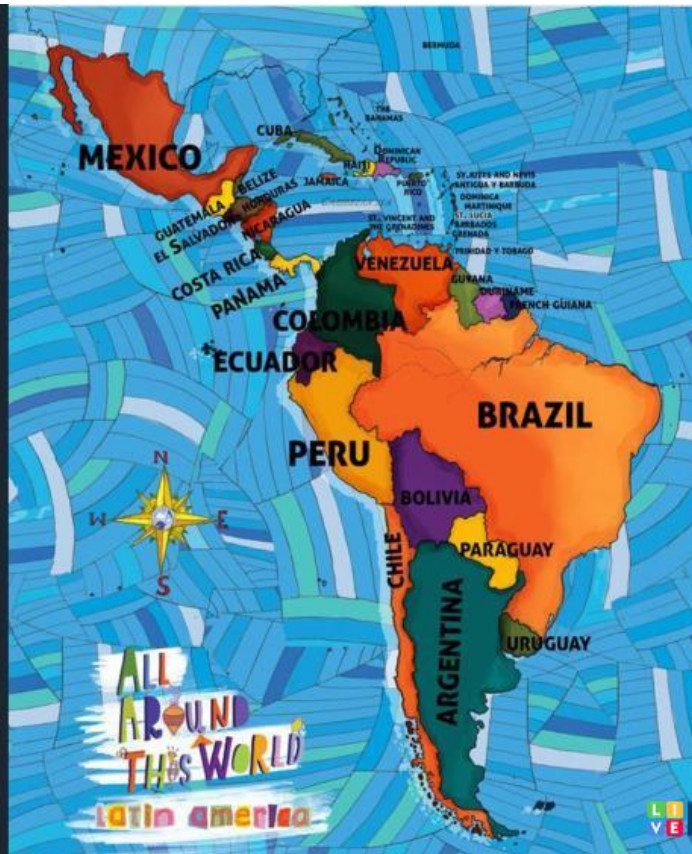 BERMUDA
THE
BAHAMAS
CUBA
MEXICO
HAITI
DOMINICAN
REPUBLIC
PUERTO
RICO
JAMAICA
BELIZE
HONDURAS
GUATEMALA
EL SALVADOR
NICARAGUA
ST. KITTS AND NEVIS
ANTIGUA Y BARBUDA
DOMINICA
MARTINIQUE
ST. LUCIA
BARBADOS
GRENADA
ST. VINCENT AND
THE GRENADINES
TRINIDAD Y TOBAGO
COSTA RICA
PANAMA
VENEZUELA
GUYANA
SURINAME
FRENCH GUIANA
COLOMBIA
ECUADOR
BRAZIL
PERU
BOLIVIA
PARAGUAY
CHILE
ARGENTINA
URUGUAY
N
W
E
S
ALL
AROUND
THIS WORLD
Latin america
LI
VE